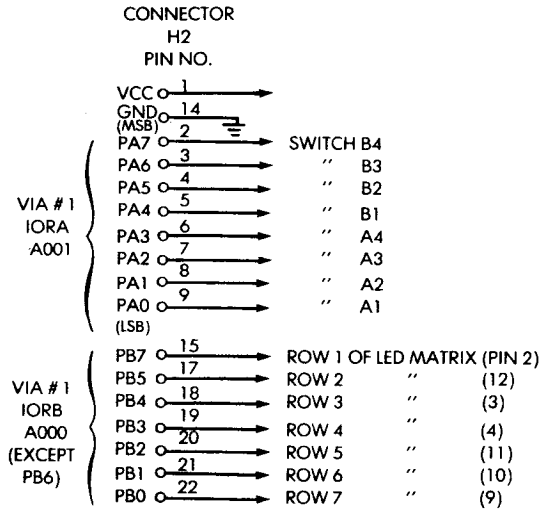 CONNECTOR
H2
PIN NO.
VCC 1
GND 14
(MSB)
PA7 2 SWITCH B4
PA6 3 " B3
PA5 4 " B2
PA4 5 " B1
PA3 6 " A4
PA2 7 " A3
PA1 8 " A2
PA0 9 " A1
(LSB)
VIA # 1
IORA
A001
PB7 15 ROW 1 OF LED MATRIX (PIN 2)
PB5 17 ROW 2 " (12)
PB4 18 ROW 3 " (3)
PB3 19 ROW 4 " (4)
PB2 20 ROW 5 " (11)
PB1 21 ROW 6 " (10)
PB0 22 ROW 7 " (9)
VIA # 1
IORB
A000
(EXCEPT
PB6)